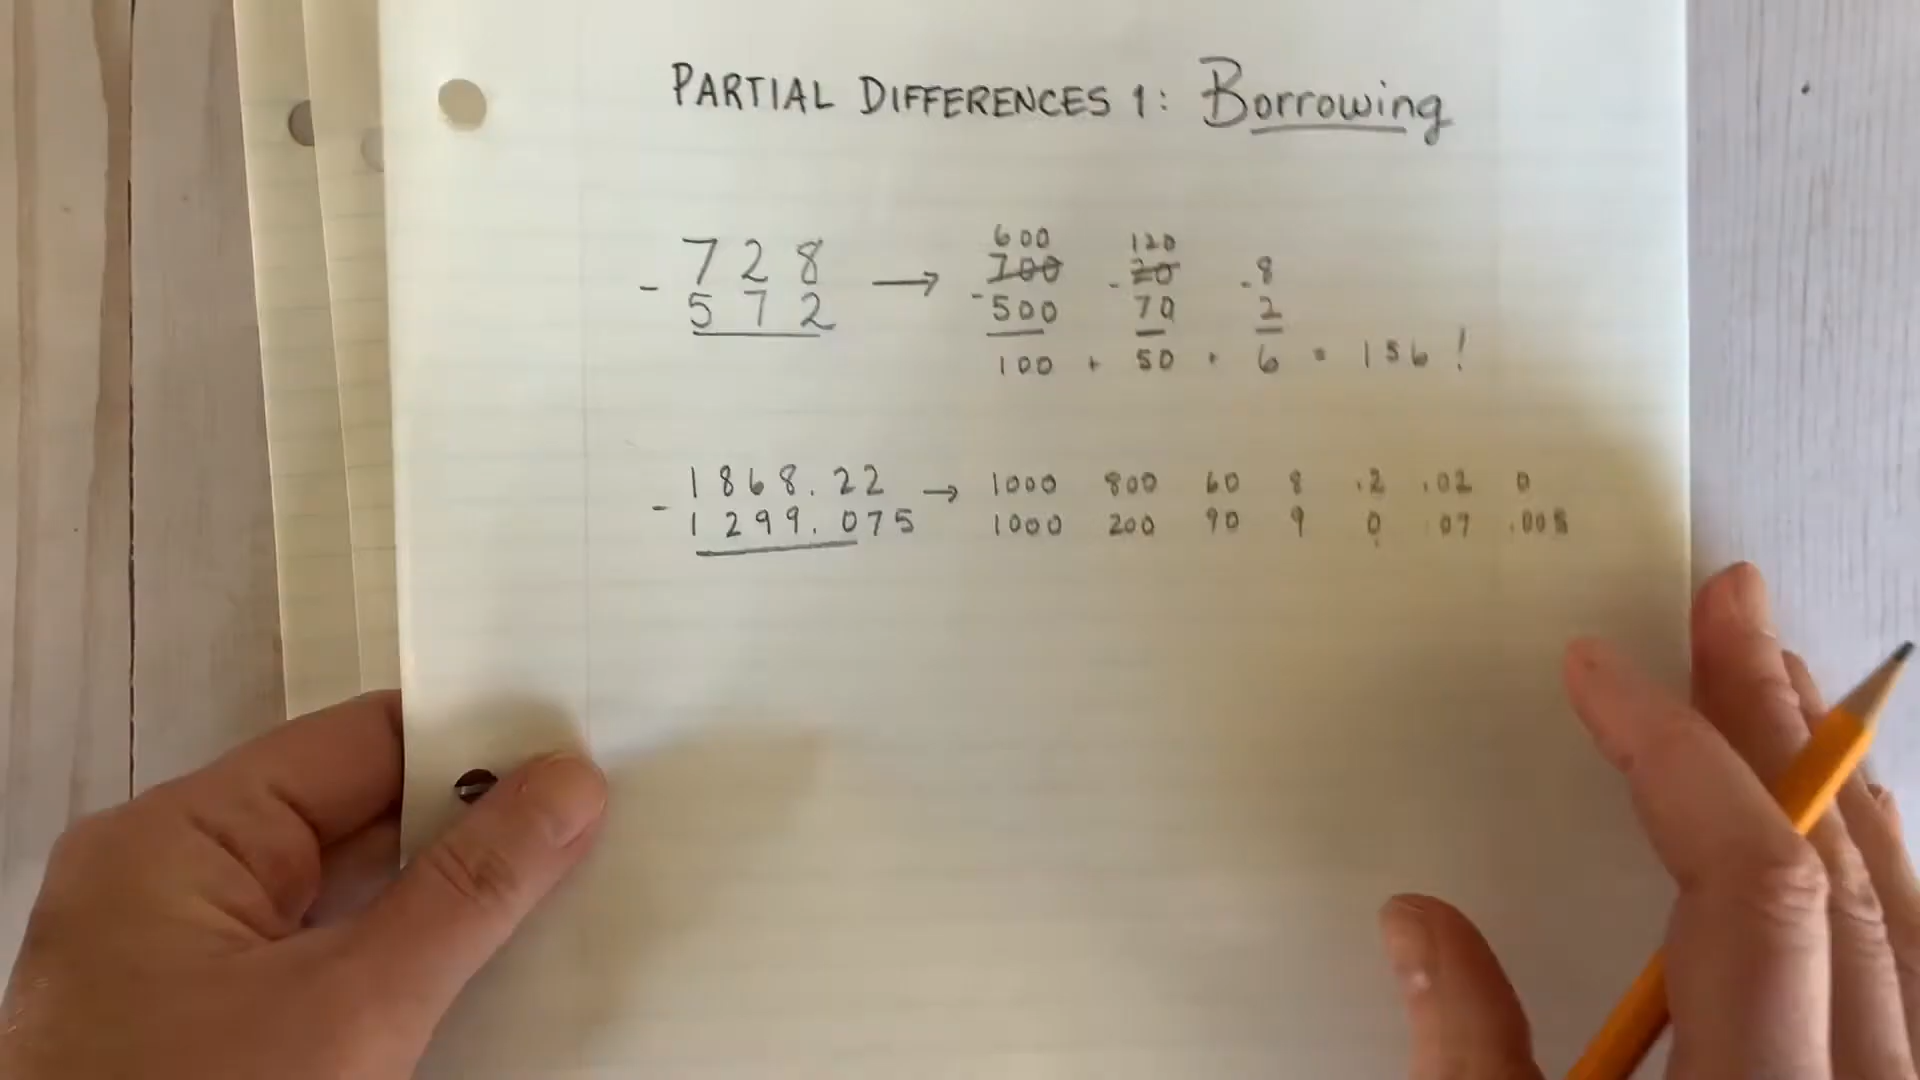 PARTIAL DIFFERENCES 1: Borrowing
600 120
728 → 700 20 8
- 572 - 500 - 70 - 2
100 + 50 + 6 = 156!
1868.22 → 1000 800 60 8 .2 .02 0
- 1299.075 1000 200 90 9 0 .07 .005